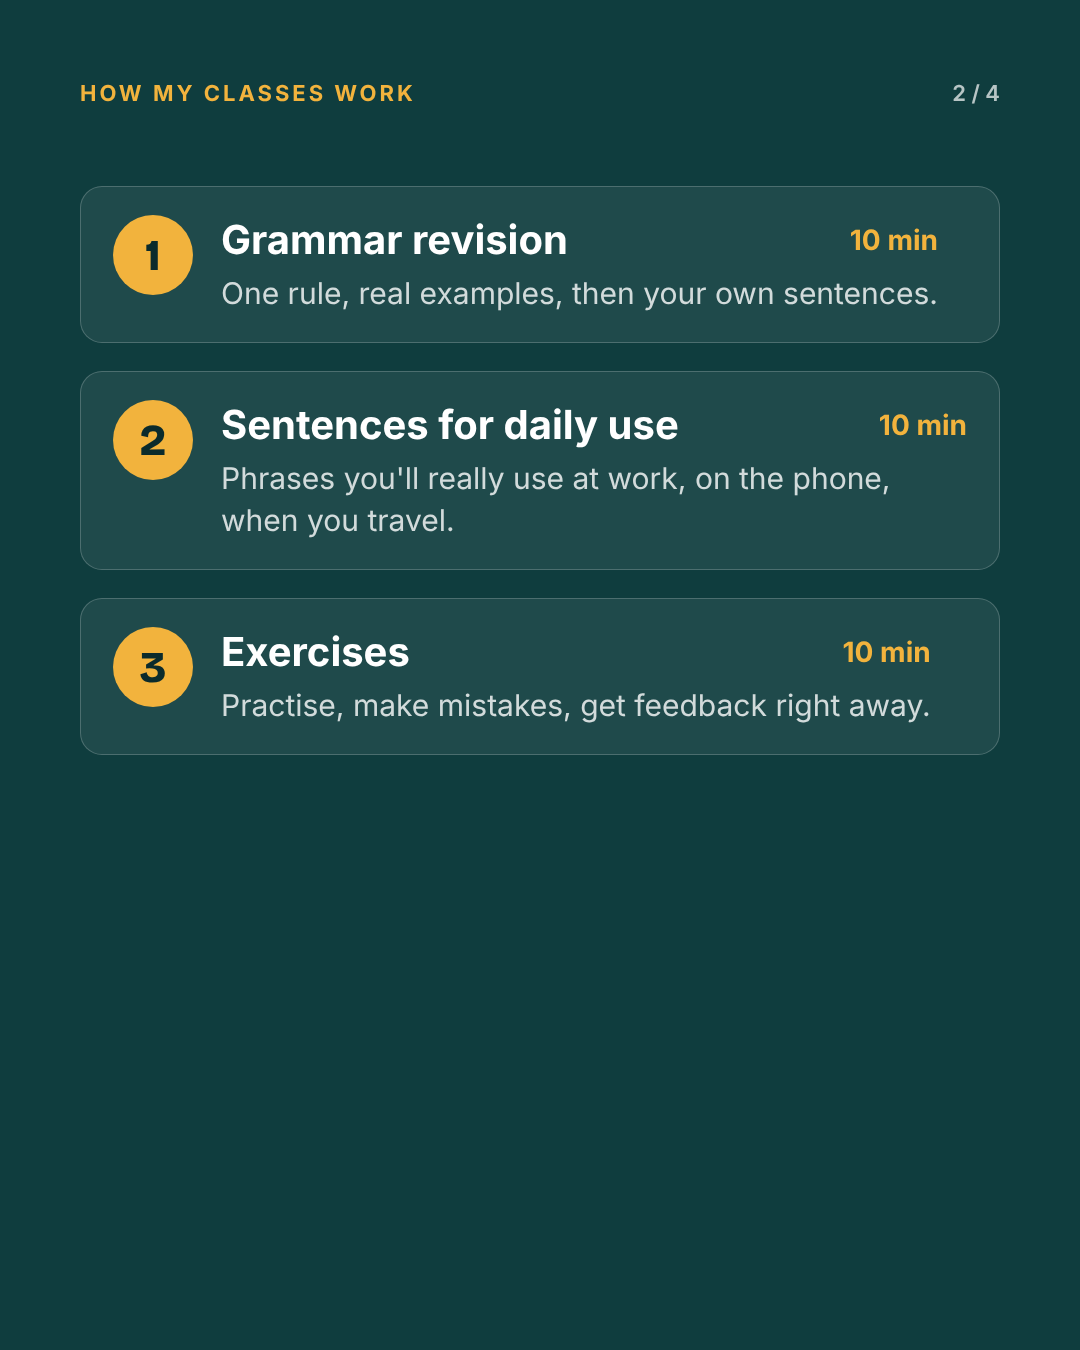 HOW MY CLASSES WORK
2 / 4
1
Grammar revision
10 min
One rule, real examples, then your own sentences.
2
Sentences for daily use
10 min
Phrases you'll really use at work, on the phone,
when you travel.
3
Exercises
10 min
Practise, make mistakes, get feedback right away.